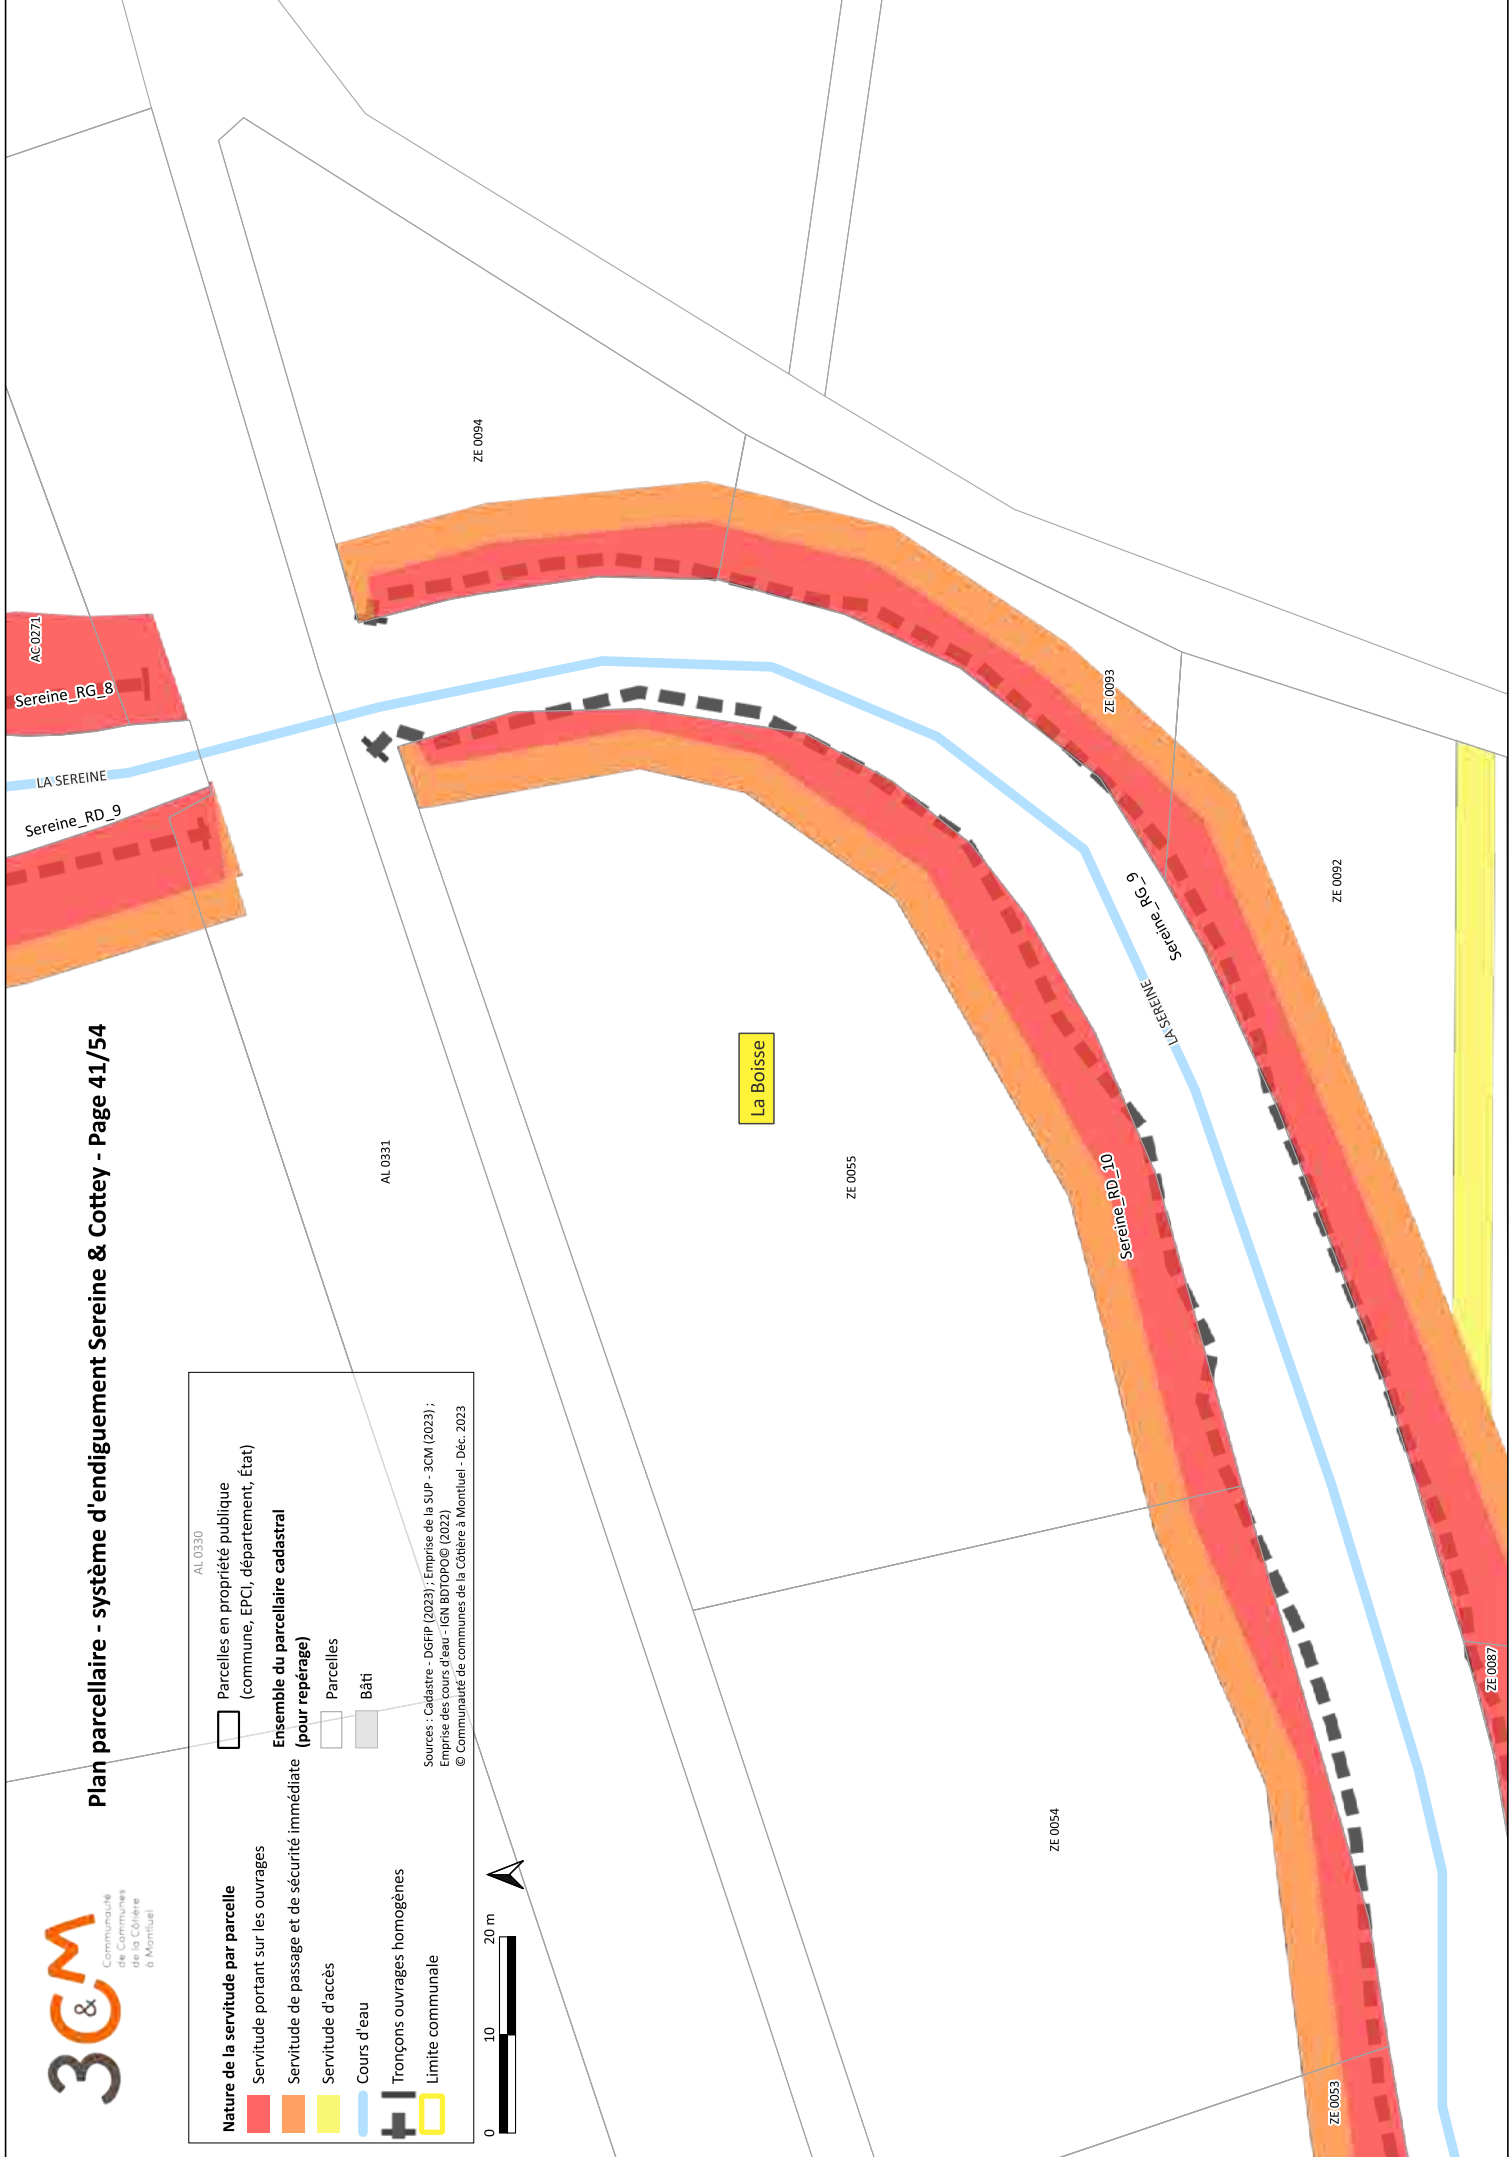 3C&M
Communauté
de Communes
de la Côtière
à Montluel
Plan parcellaire - système d'endiguement Sereine & Cottey - Page 41/54
Nature de la servitude par parcelle
Servitude portant sur les ouvrages
Servitude de passage et de sécurité immédiate
Servitude d'accès
Cours d'eau
Tronçons ouvrages homogènes
Limite communale
Parcelles en propriété publique
(commune, EPCI, département, État)
Ensemble du parcellaire cadastral
(pour repérage)
Parcelles
Bâti
Sources : Cadastre - DGFiP (2023) ; Emprise de la SUP - 3CM (2023) ;
Emprise des cours d'eau - IGN BDTOPO© (2022)
© Communauté de communes de la Côtière à Montluel - Déc. 2023
0 10 20 m
AL 0330
AL 0331
Sereine_RD_9
LA SEREINE
Sereine_RG_8
AC 0271
ZE 0094
La Boisse
ZE 0055
ZE 0093
ZE 0092
Sereine_RG_9
LA SEREINE
Sereine_RD_10
ZE 0054
ZE 0087
ZE 0053